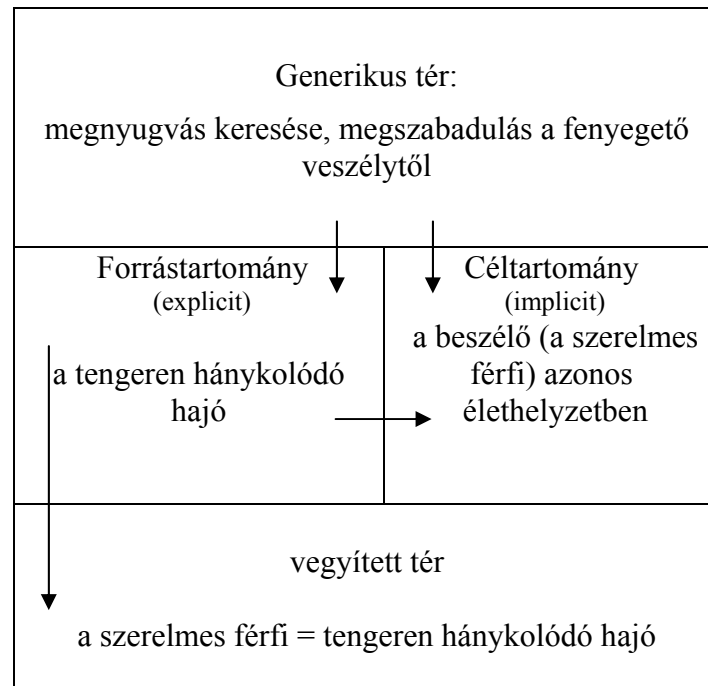 Generikus tér:
megnyugvás keresése, megszabadulás a fenyegető
veszélytől
Forrástartomány
(explicit)
a tengeren hánykolódó
hajó
Céltartomány
(implicit)
a beszélő (a szerelmes
férfi) azonos
élethelyzetben
vegyített tér
a szerelmes férfi = tengeren hánykolódó hajó